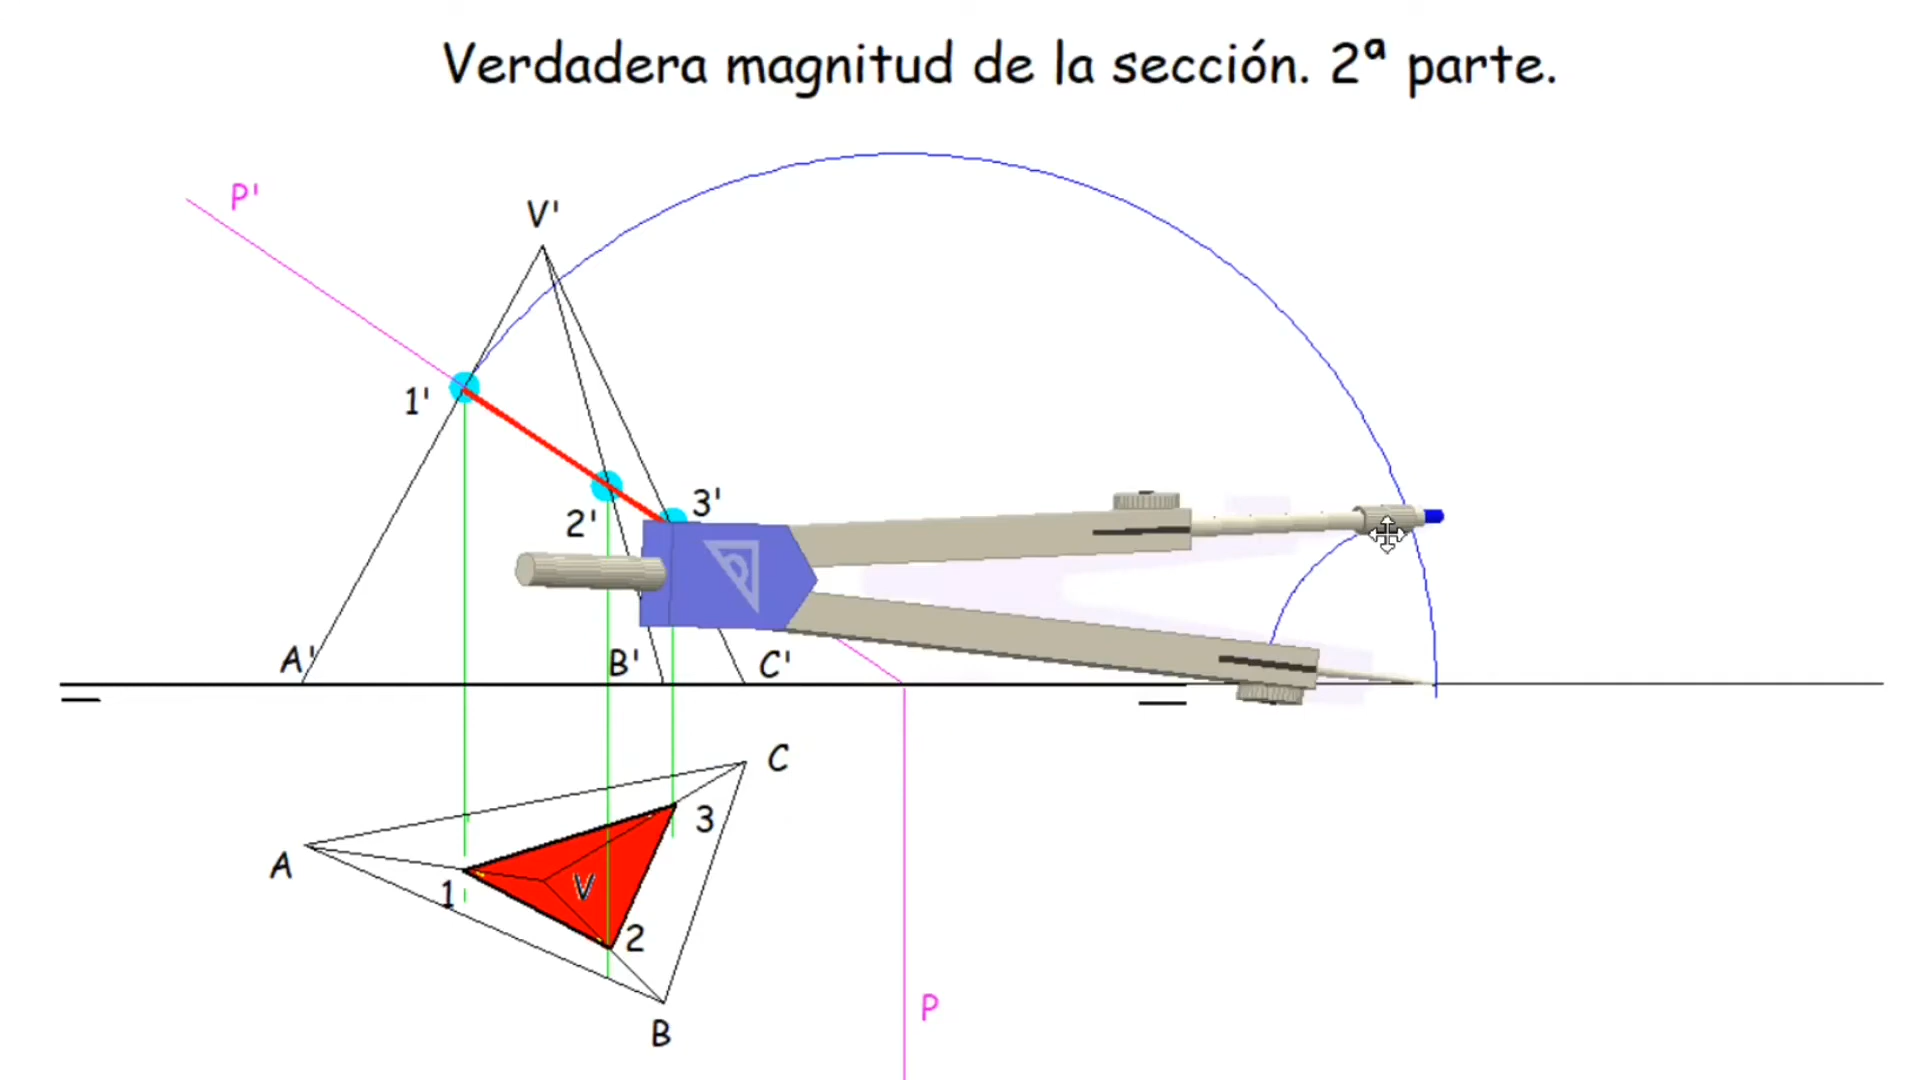 Verdadera magnitud de la sección. 2ª parte.
P'
V'
1'
2'
3'
A'
B'
C'
C
3
A
1
V
2
B
P